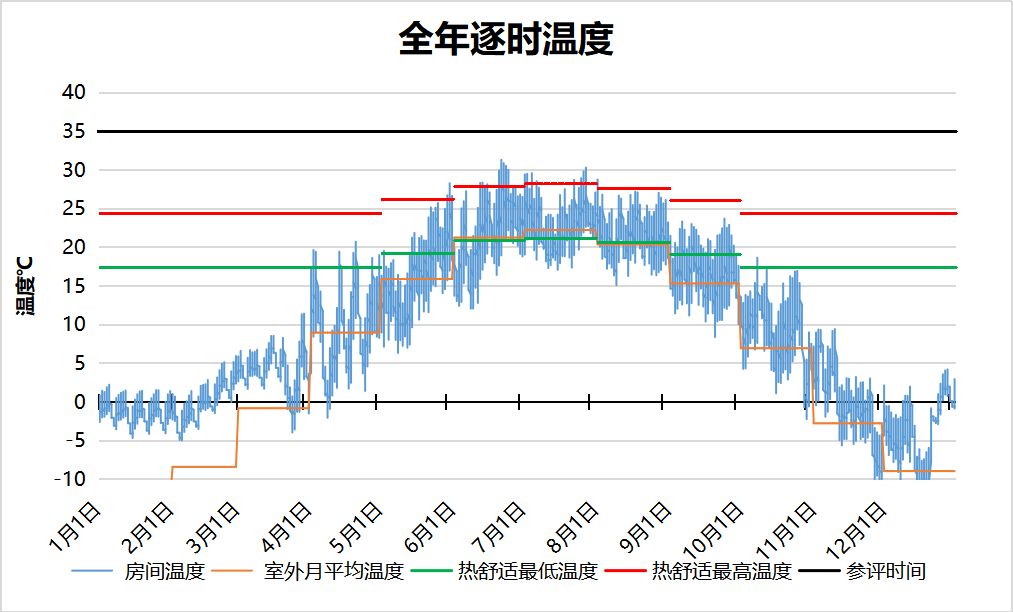 全年逐时温度
温度℃
40
35
30
25
20
15
10
5
0
-5
-10
1月1日
2月1日
3月1日
4月1日
5月1日
6月1日
7月1日
8月1日
9月1日
10月1日
11月1日
12月1日
房间温度 室外月平均温度 热舒适最低温度 热舒适最高温度 参评时间